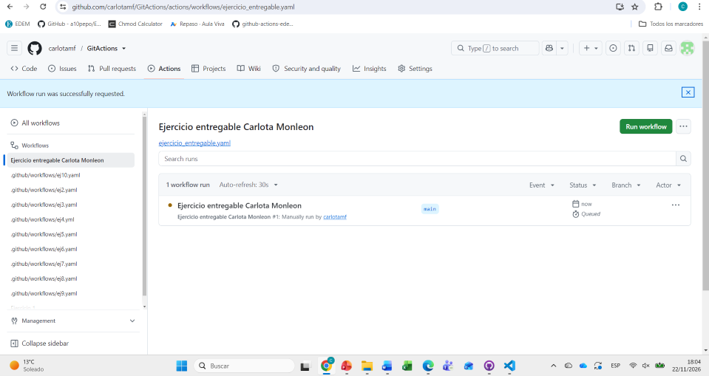 github.com/carlotamf/GitActions/actions/workflows/ejercicio_entregable.yaml
EDEM
GitHub - a10pepo/E...
Chmod Calculator
Repaso - Aula Viva
github-actions-ede...
Todos los marcadores
carlotamf / GitActions
Type / to search
Code
Issues
Pull requests
Actions
Projects
Wiki
Security and quality
Insights
Settings
Workflow run was successfully requested.
All workflows
Workflows
Ejercicio entregable Carlota Monleon
.github/workflows/ej10.yaml
.github/workflows/ej2.yaml
.github/workflows/ej3.yaml
.github/workflows/ej4.yml
.github/workflows/ej5.yaml
.github/workflows/ej6.yaml
.github/workflows/ej7.yaml
.github/workflows/ej8.yaml
.github/workflows/ej9.yaml
Management
Collapse sidebar
Ejercicio entregable Carlota Monleon
Run workflow
ejercicio_entregable.yaml
Search runs
1 workflow run
Auto-refresh: 30s
Event
Status
Branch
Actor
Ejercicio entregable Carlota Monleon
main
now
Ejercicio entregable Carlota Monleon #1: Manually run by carlotamf
Queued
13°C
Soleado
Buscar
ESP
18:04
22/11/2026